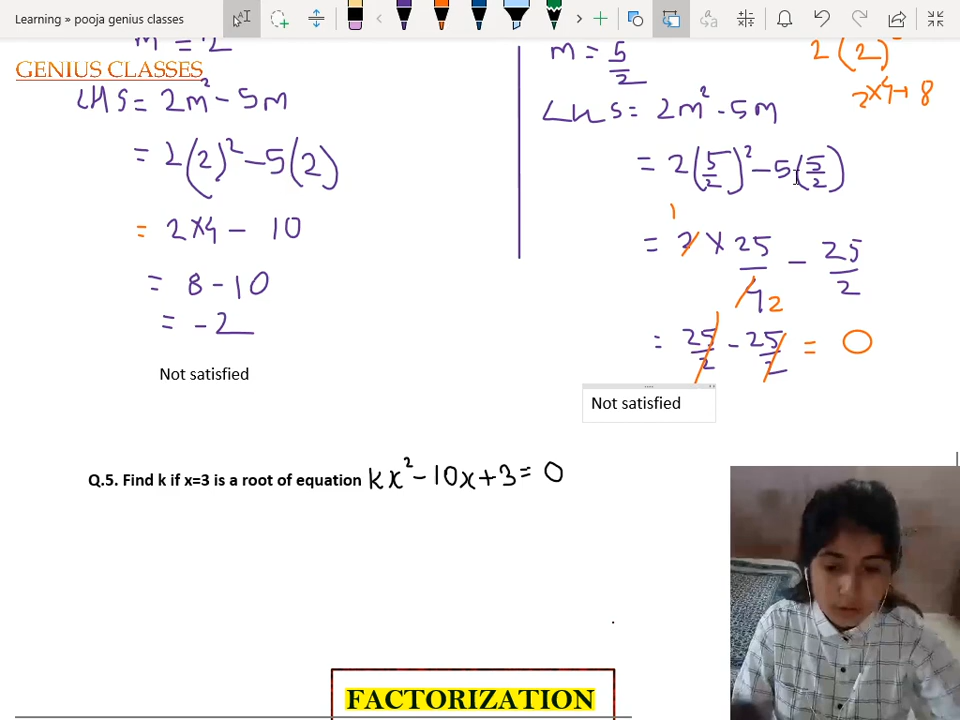 Learning » pooja genius classes
m = 2
GENIUS CLASSES
LHS = 2m² - 5m
= 2(2)² - 5(2)
= 2×4 - 10
= 8 - 10
= -2
Not satisfied
m = 5/2
LHS = 2m² - 5m
= 2(5/2)² - 5(5/2)
1
= 2 × 25/4 - 25/2
2
= 25/2 - 25/2 = 0
Not satisfied
2(2)²
2×4 → 8
Q.5. Find k if x=3 is a root of equation kx² - 10x + 3 = 0
FACTORIZATION